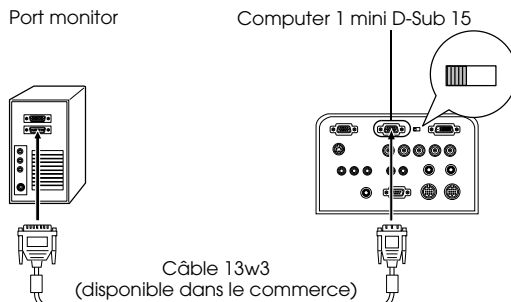 Port monitor
Computer 1 mini D-Sub 15
Câble 13w3
(disponible dans le commerce)